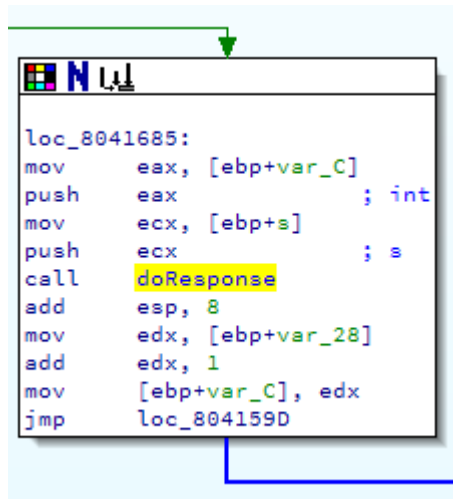 N
loc_8041685:
mov eax, [ebp+var_C]
push eax ; int
mov ecx, [ebp+s]
push ecx ; s
call doResponse
add esp, 8
mov edx, [ebp+var_28]
add edx, 1
mov [ebp+var_C], edx
jmp loc_804159D